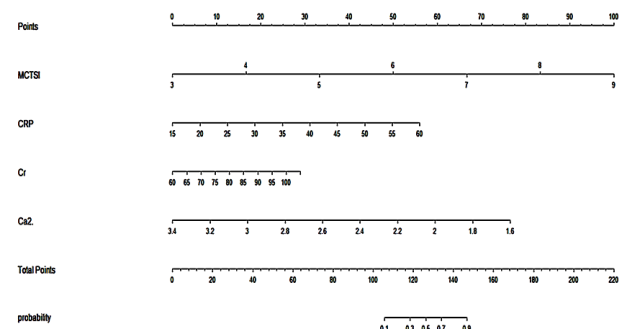 Points
0 10 20 30 40 50 60 70 80 90 100
MCTSI
4 6 8
3 5 7 9
CRP
15 20 25 30 35 40 45 50 55 60
Cr
60 65 70 75 80 85 90 95 100
Ca2.
3.4 3.2 3 2.8 2.6 2.4 2.2 2 1.8 1.6
Total Points
0 20 40 60 80 100 120 140 160 180 200 220
probability
0.1 0.3 0.5 0.7 0.9